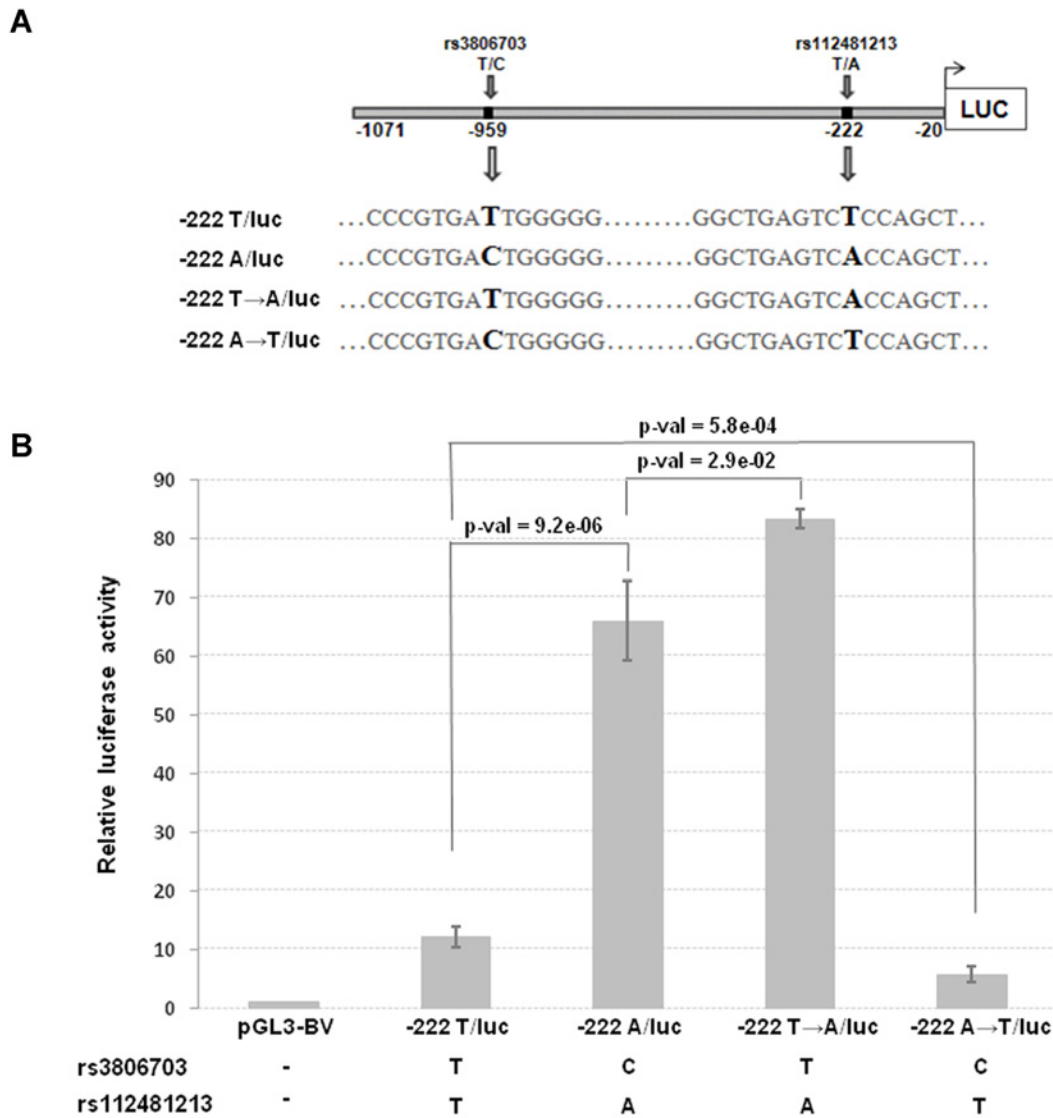 A
rs3806703 rs112481213
T/C T/A
LUC
-1071 -959 -222 -20
-222 T/luc ...CCCGTGATTGGGGG.........GGCTGAGTCTCCAGCT...
-222 A/luc ...CCCGTGACTGGGGG.........GGCTGAGTCACCAGCT...
-222 T→A/luc ...CCCGTGATTGGGGG.........GGCTGAGTCACCAGCT...
-222 A→T/luc ...CCCGTGACTGGGGG.........GGCTGAGTCTCCAGCT...
B
p-val = 5.8e-04
p-val = 2.9e-02
p-val = 9.2e-06
Relative luciferase activity
90
80
70
60
50
40
30
20
10
0
pGL3-BV -222 T/luc -222 A/luc -222 T→A/luc -222 A→T/luc
rs3806703 - T C T C
rs112481213 - T A A T